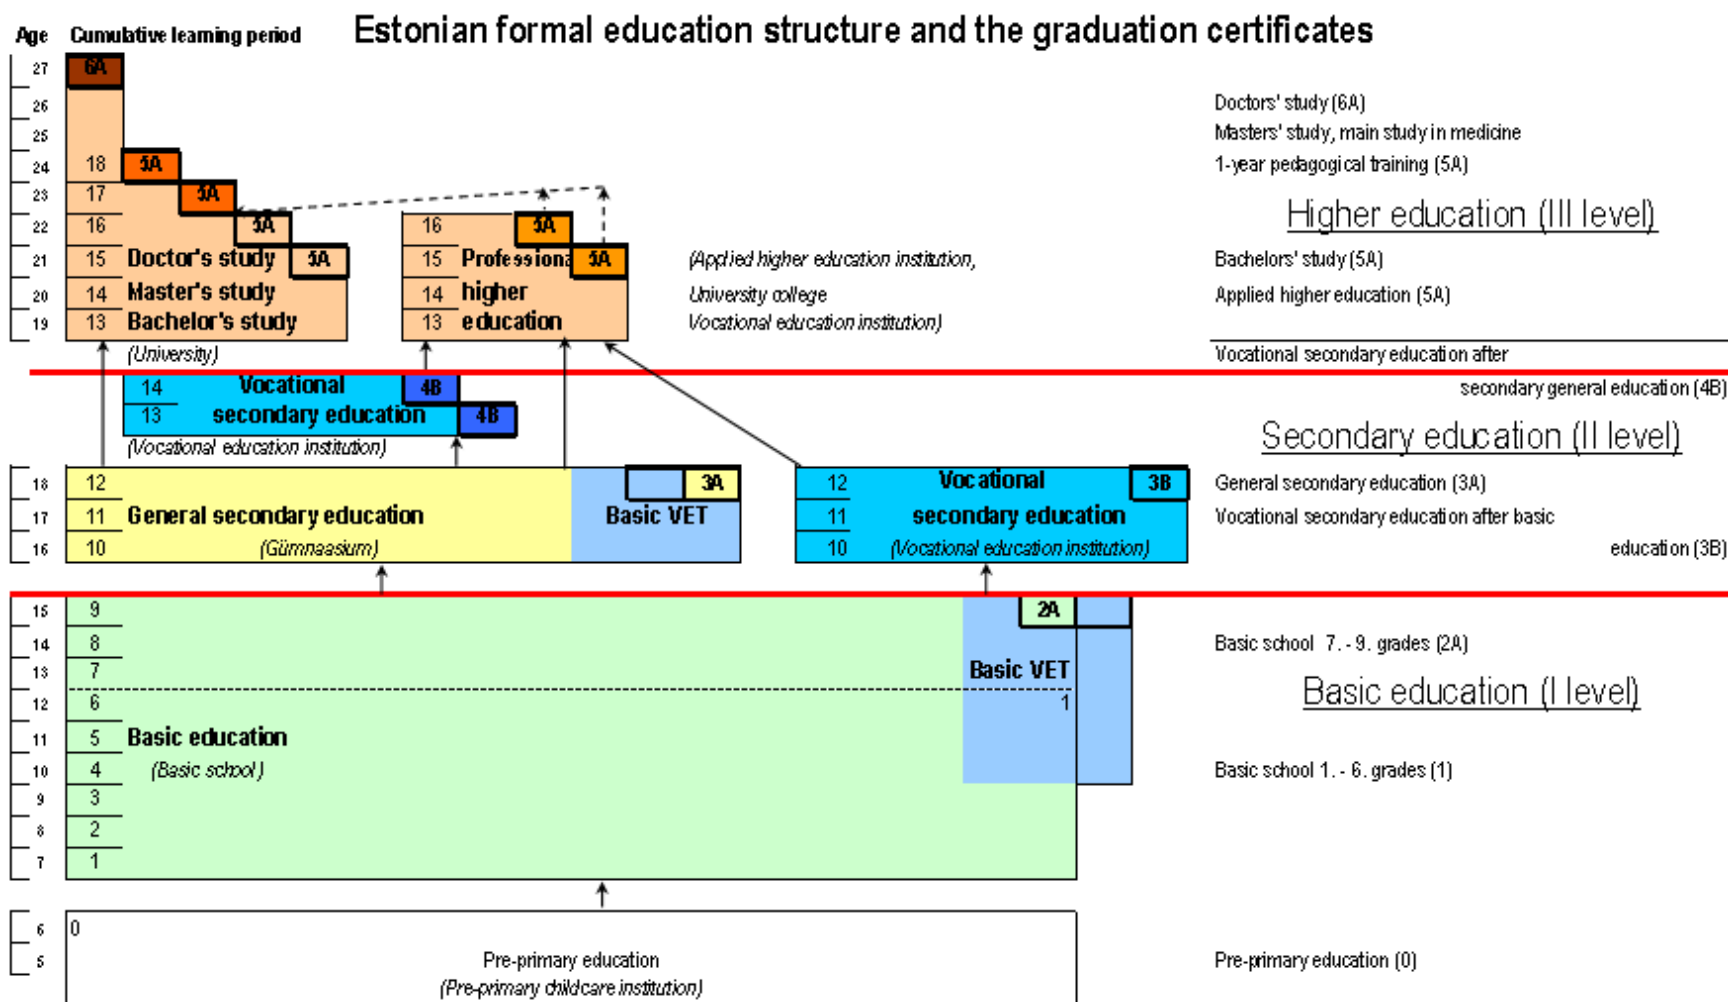 Estonian formal education structure and the graduation certificates
Age Cumulative learning period
27 6A
26 Doctors' study (6A)
25 Masters' study, main study in medicine
24 18 5A 1-year pedagogical training (5A)
23 17 5A
Higher education (III level)
22 16 5A 16 5A
21 15 Doctor's study 5A 15 Professiona 5A (Applied higher education institution, Bachelors' study (5A)
20 14 Master's study 14 higher University college Applied higher education (5A)
19 13 Bachelor's study 13 education Vocational education institution)
(University) Vocational secondary education after
14 Vocational 4B secondary general education (4B)
13 secondary education 4B
(Vocational education institution) Secondary education (II level)
18 12 3A 12 Vocational 3B General secondary education (3A)
17 11 General secondary education Basic VET 11 secondary education Vocational secondary education after basic
16 10 (Gümnaasium) 10 (Vocational education institution) education (3B)
15 9 2A
14 8 Basic school 7. - 9. grades (2A)
13 7 Basic VET
12 6 1 Basic education (I level)
11 5 Basic education
10 4 (Basic school) Basic school 1. - 6. grades (1)
9 3
8 2
7 1
6 0
5 Pre-primary education Pre-primary education (0)
(Pre-primary childcare institution)